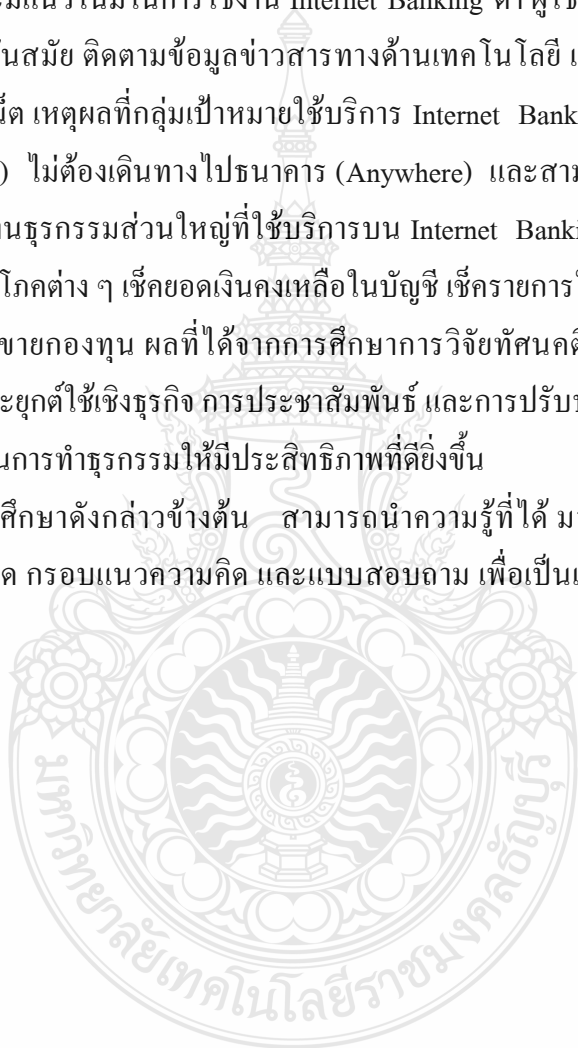 ะมีแนวโน้มในการใช้งาน Internet Banking ต่ำ ผู้ใช้
ันสมัย ติดตามข้อมูลข่าวสารทางด้านเทคโนโลยี
น็ต เหตุผลที่กลุ่มเป้าหมายใช้บริการ Internet Banki
) ไม่ต้องเดินทางไปธนาคาร (Anywhere) และสาม
นธุรกรรมส่วนใหญ่ที่ใช้บริการบน Internet Banki
โภคต่าง ๆ เช็คยอดเงินคงเหลือในบัญชี เช็ครายการ
ขายกองทุน ผลที่ได้จากการศึกษาการวิจัยทัศนคติ
ะยุกต์ใช้เชิงธุรกิจ การประชาสัมพันธ์ และการปรับ
นการทำธุรกรรมให้มีประสิทธิภาพที่ดียิ่งขึ้น
ศึกษาดังกล่าวข้างต้น สามารถนำความรู้ที่ได้ มา
ด กรอบแนวความคิด และแบบสอบถาม เพื่อเป็น
มหาวิทยาลัยเทคโนโลยีราชมงคลธัญบุรี